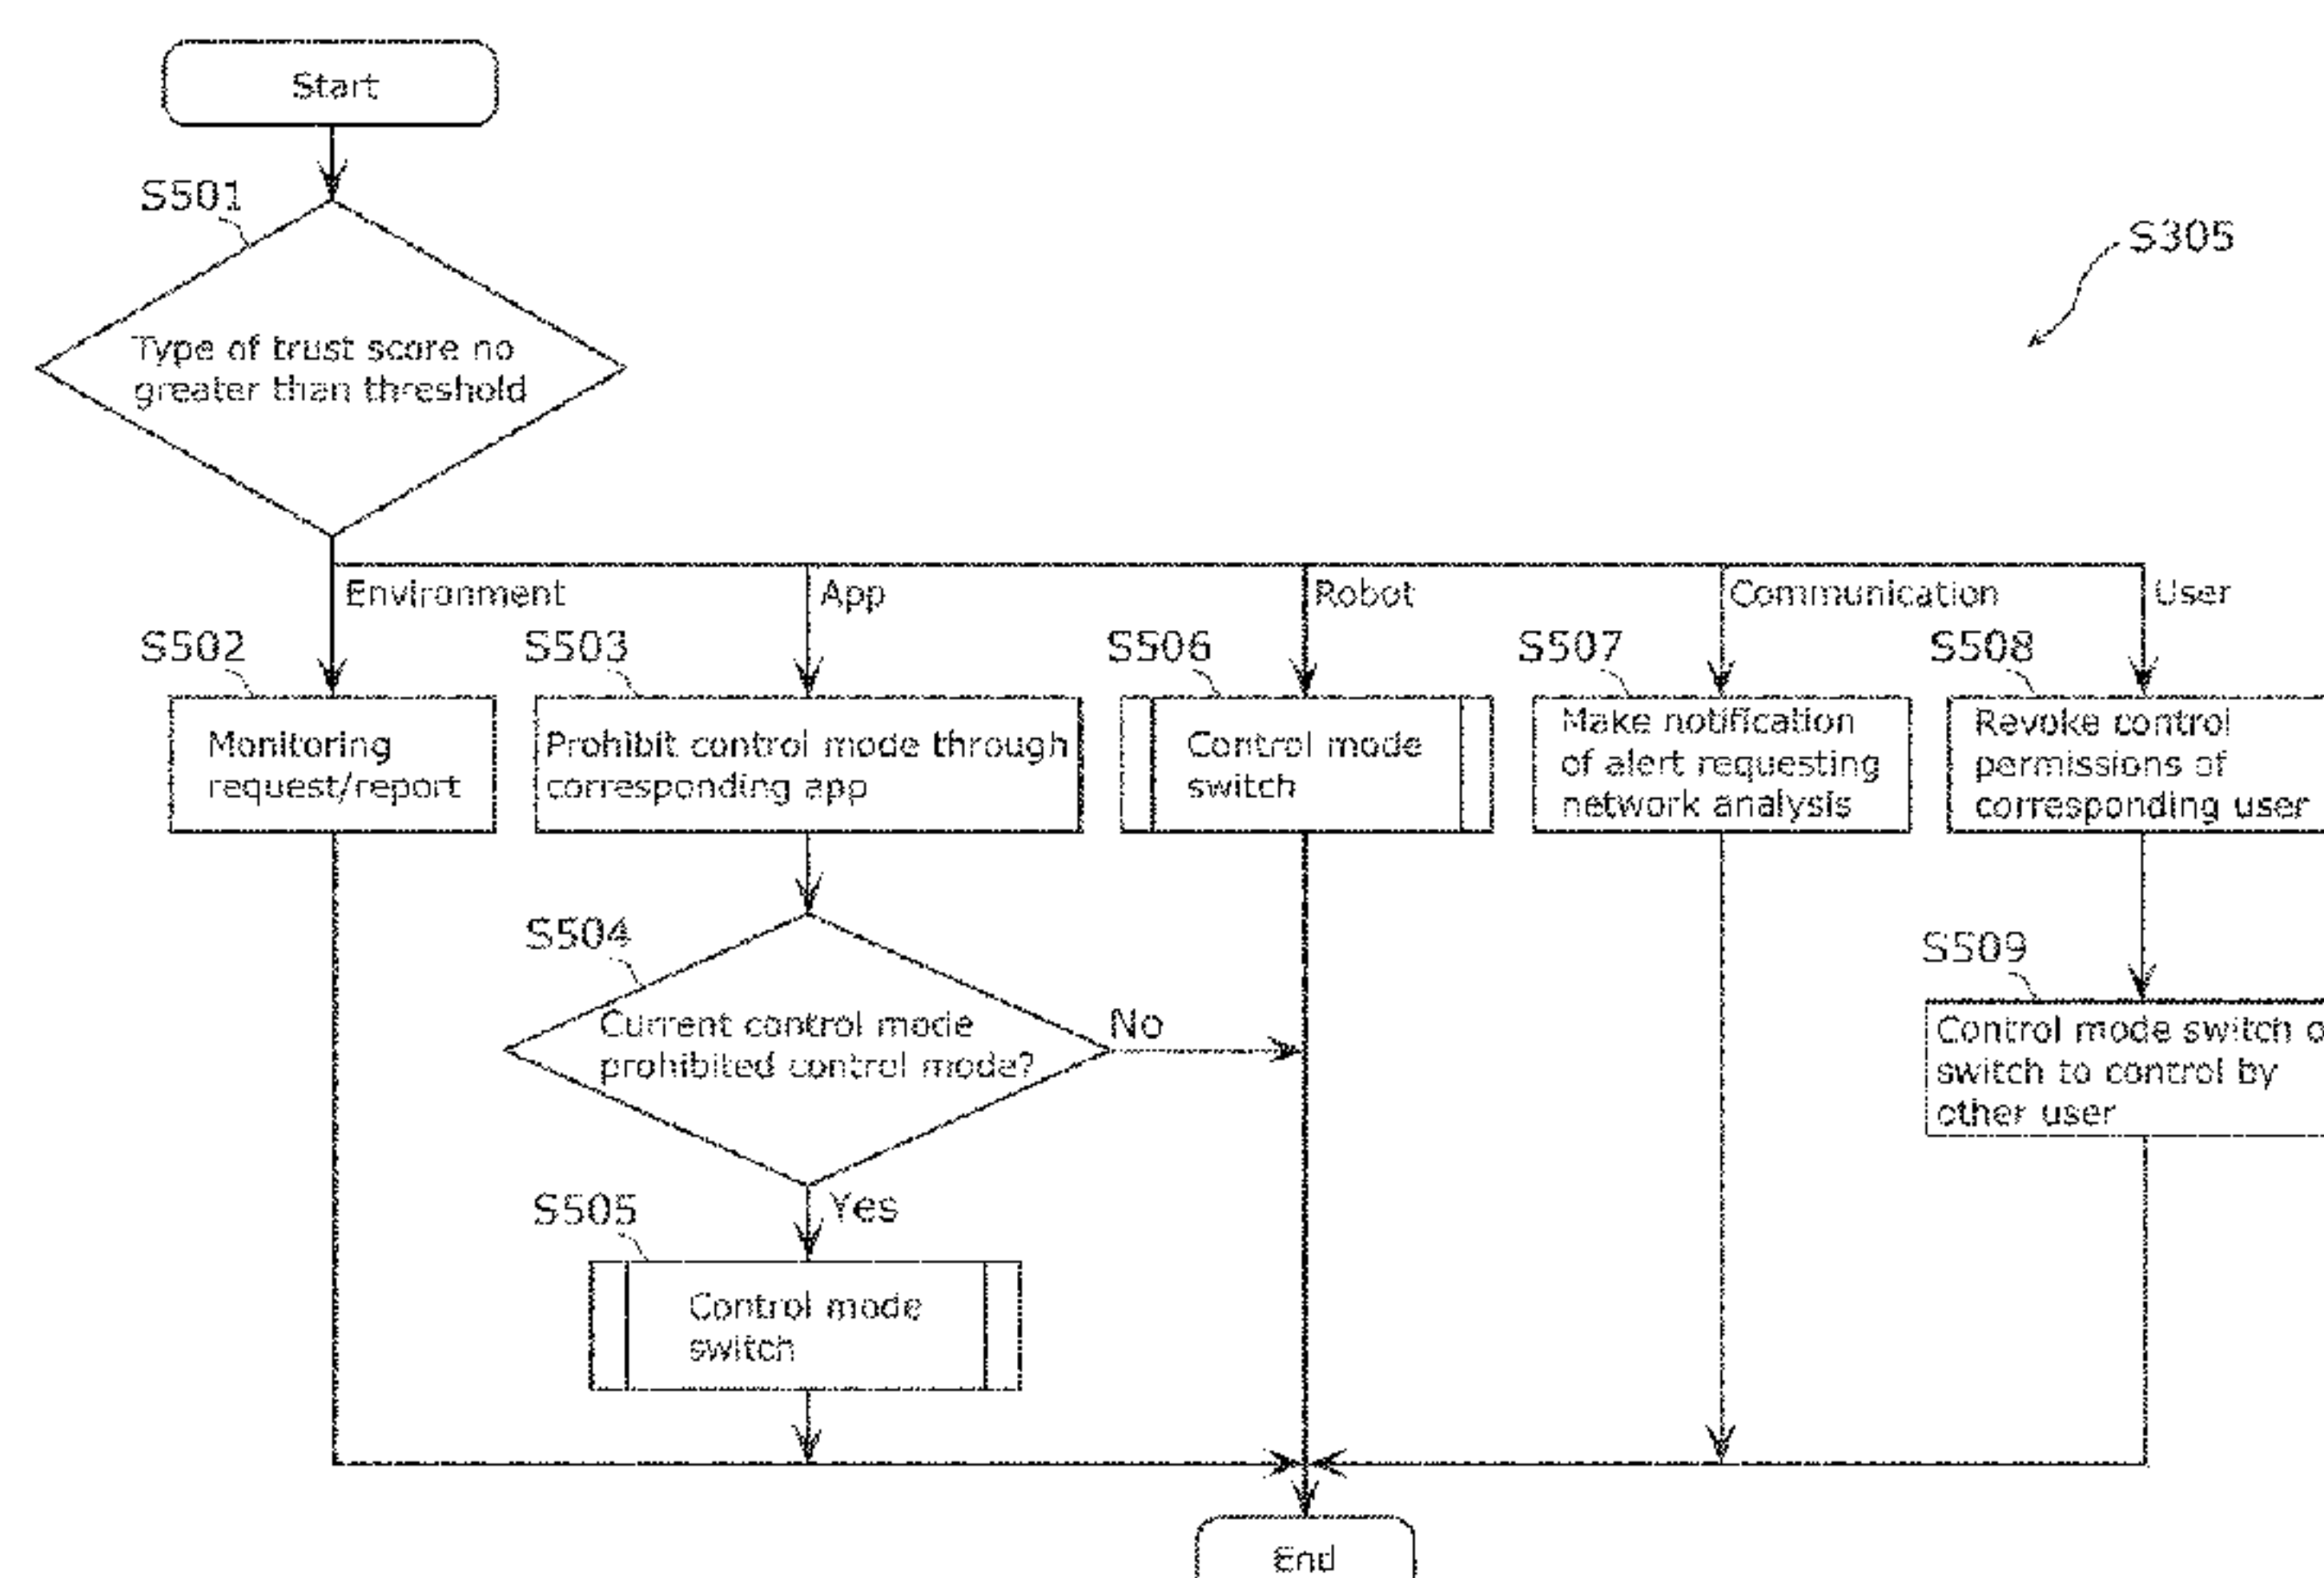 Start
S501
S305
Type of trust score no
greater than threshold
Environment
App
Robot
Communication
User
S502
S503
S506
S507
S508
Monitoring
request/report
Prohibit control mode through
corresponding app
Control mode
switch
Make notification
of alert requesting
network analysis
Revoke control
permissions of
corresponding user
S504
Current control mode
prohibited control mode?
No
S509
Control mode switch
switch to control by
other user
Yes
S505
Control mode
switch
End